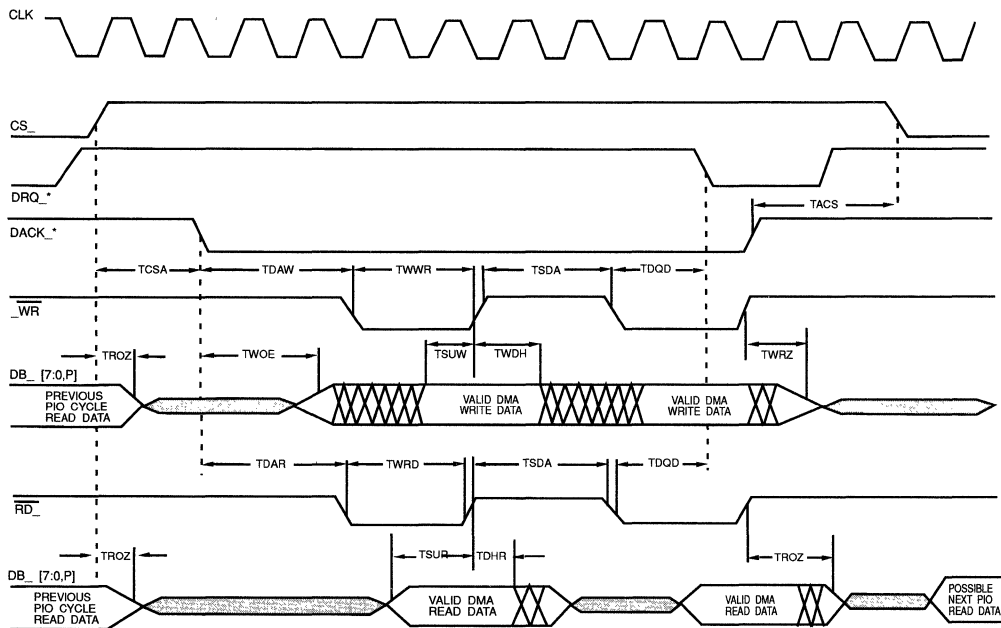 CLK
CS_
DRQ_*
TACS
DACK_*
TCSA
TDAW
TWWR
TSDA
TDQD
_WR
TROZ
TWOE
TSUW
TWDH
TWRZ
DB_ [7:0,P]
PREVIOUS
PIO CYCLE
READ DATA
VALID DMA
WRITE DATA
VALID DMA
WRITE DATA
TDAR
TWRD
TSDA
TDQD
RD_
TROZ
TSUR
TDHR
TROZ
DB_ [7:0,P]
PREVIOUS
PIO CYCLE
READ DATA
VALID DMA
READ DATA
VALID DMA
READ DATA
POSSIBLE
NEXT PIO
READ DATA